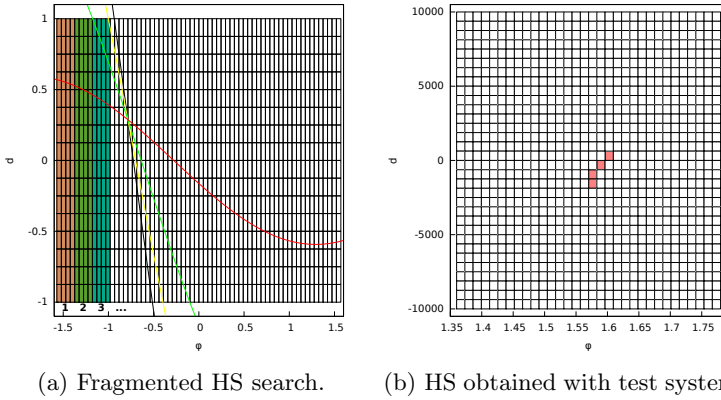 1
0.5
0
-0.5
-1
d
1 2 3 ...
-1.5 -1 -0.5 0 0.5 1 1.5
φ
10000
5000
0
-5000
-10000
d
1.35 1.4 1.45 1.5 1.55 1.6 1.65 1.7 1.75
φ
(a) Fragmented HS search.
(b) HS obtained with test system